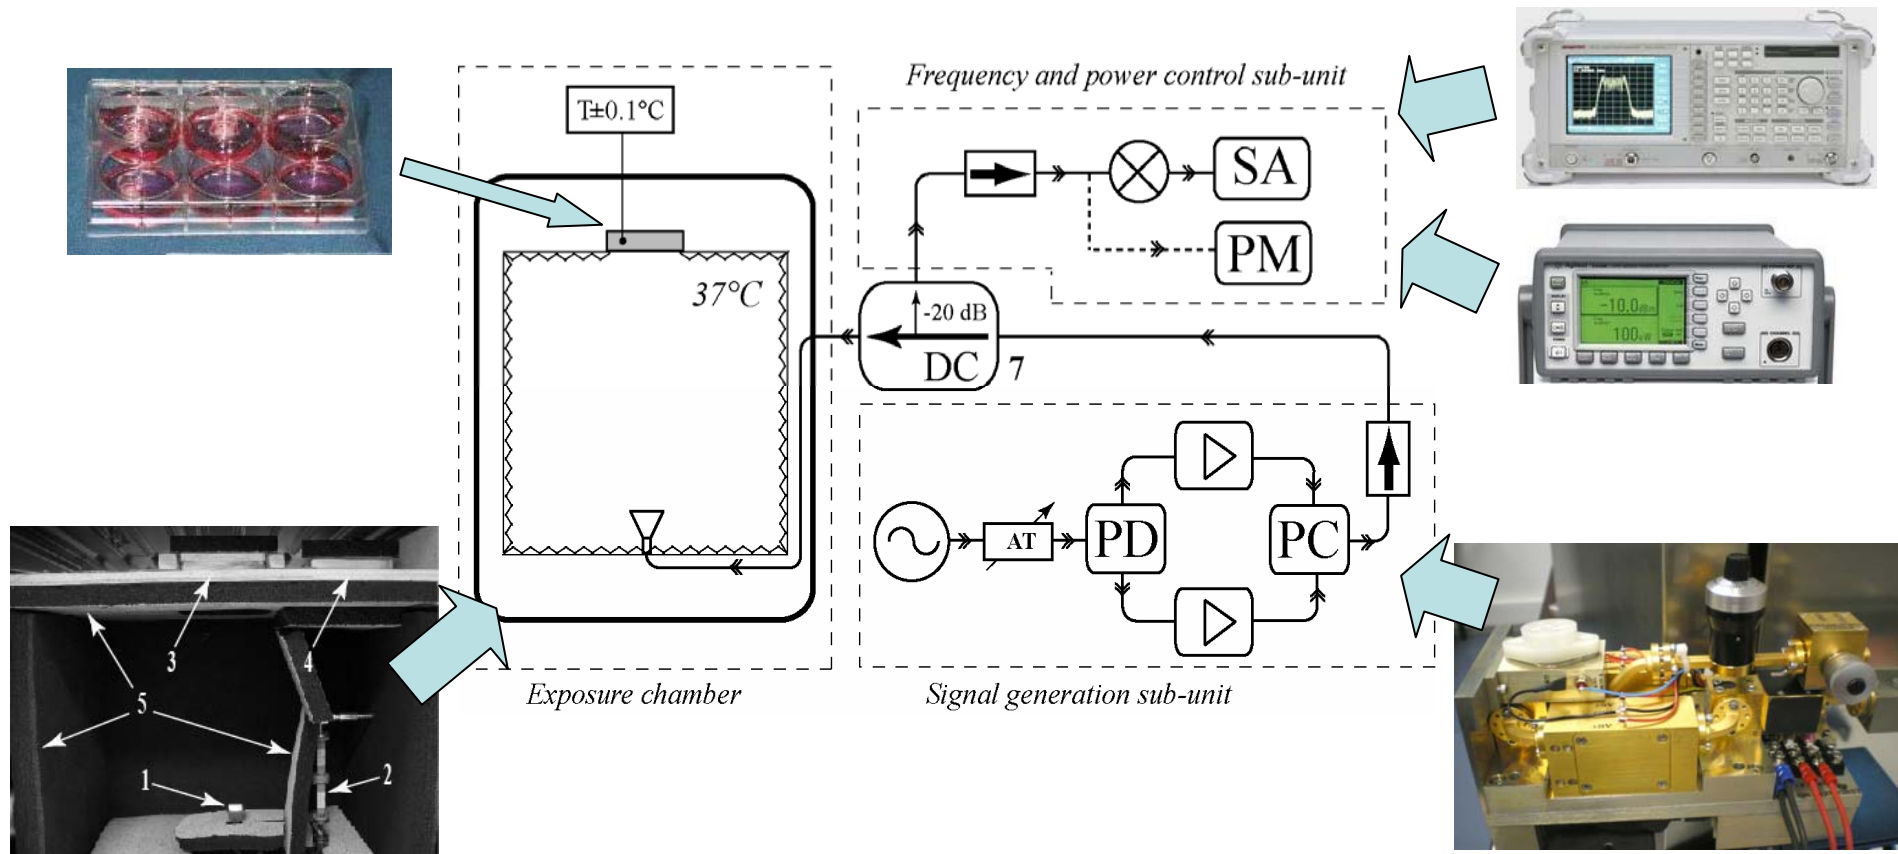 Frequency and power control sub-unit
T±0.1°C
SA
PM
37°C
-20 dB
DC
7
AT
PD
PC
Exposure chamber
Signal generation sub-unit
-10.0
100
3
4
5
1
2